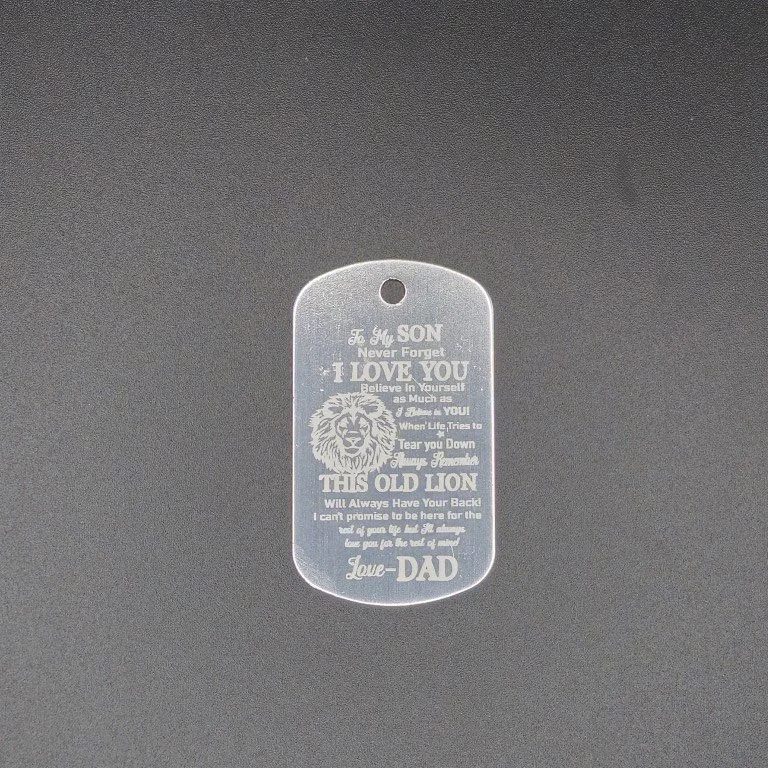 To My SON
Never Forget
I LOVE YOU
Believe In Yourself
as Much as
I Believe in YOU!
When Life Tries to
Tear you Down
Always Remember
THIS OLD LION
Will Always Have Your Back!
I can't promise to be here for the
rest of your life but I'll always
love you for the rest of mine!
Love-DAD